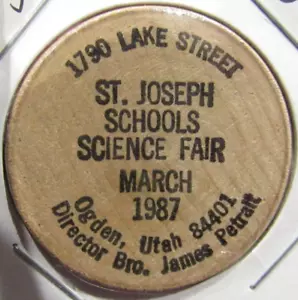 1790 LAKE STREET
ST. JOSEPH
SCHOOLS
SCIENCE FAIR
MARCH
1987
Ogden, Utah 84401
Director Bro. James Petrait